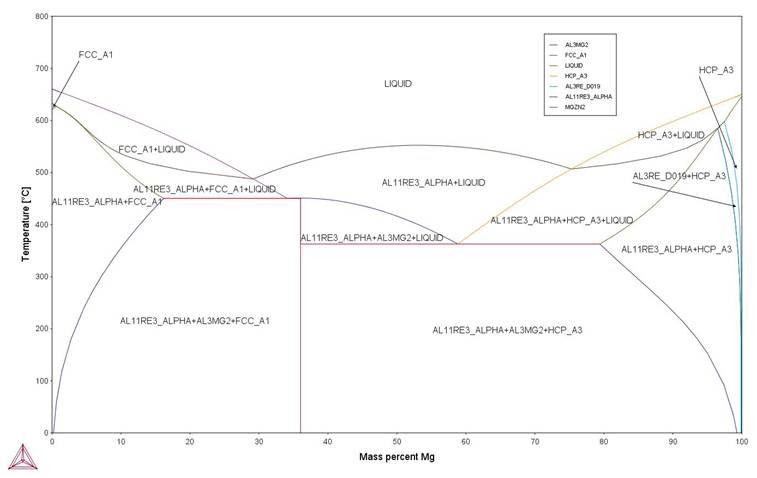 800
FCC_A1
700
AL3MG2
FCC_A1
LIQUID
HCP_A3
AL3RE_D019
AL11RE3_ALPHA
MGZN2
HCP_A3
LIQUID
600
FCC_A1+LIQUID
HCP_A3+LIQUID
500
AL11RE3_ALPHA+FCC_A1+LIQUID
AL11RE3_ALPHA+LIQUID
AL3RE_D019+HCP_A3
AL11RE3_ALPHA+FCC_A1
AL11RE3_ALPHA+HCP_A3+LIQUID
400
AL11RE3_ALPHA+AL3MG2+LIQUID
AL11RE3_ALPHA+HCP_A3
Temperature [°C]
300
200
AL11RE3_ALPHA+AL3MG2+FCC_A1
AL11RE3_ALPHA+AL3MG2+HCP_A3
100
0
0 10 20 30 40 50 60 70 80 90 100
Mass percent Mg